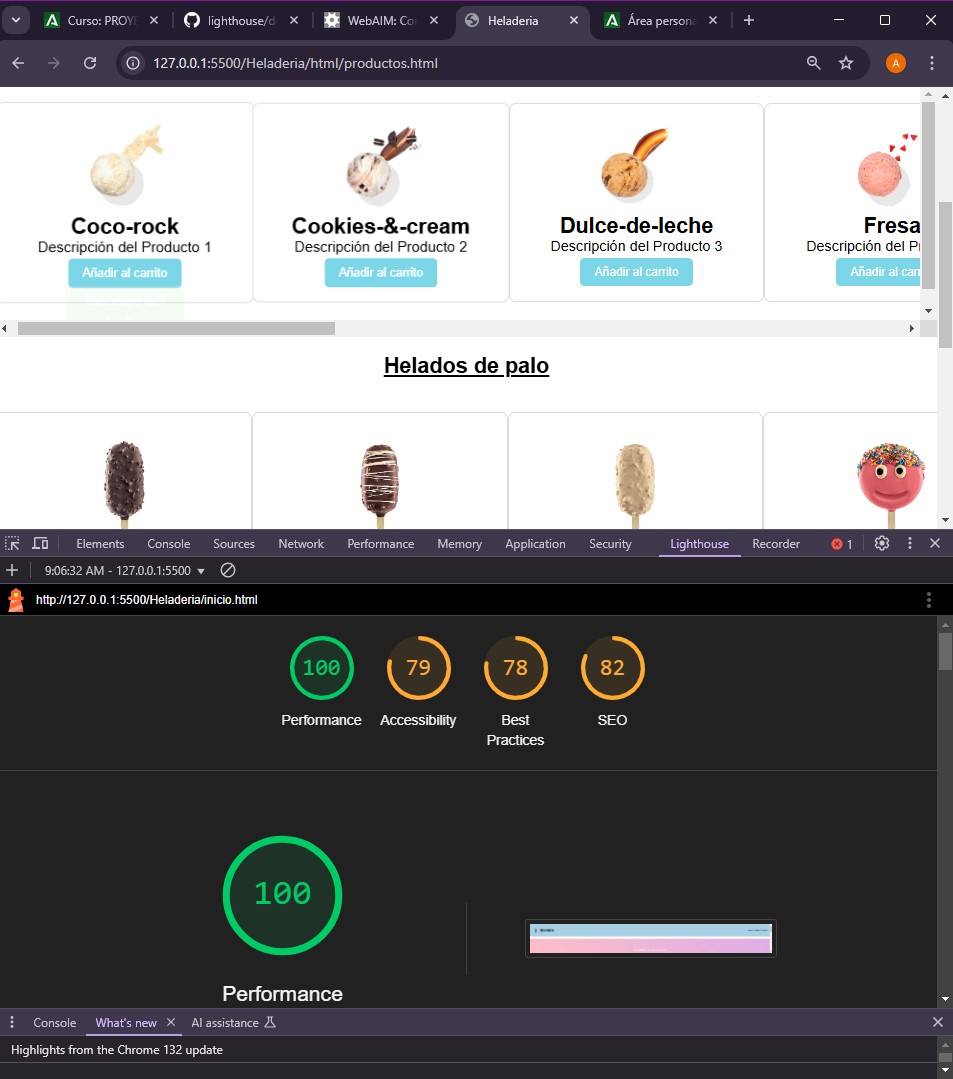 Curso: PROYE
lighthouse/d
WebAIM: Co
Heladeria
Área persona
127.0.0.1:5500/Heladeria/html/productos.html
A
Coco-rock
Descripción del Producto 1
Añadir al carrito
Cookies-&-cream
Descripción del Producto 2
Añadir al carrito
Dulce-de-leche
Descripción del Producto 3
Añadir al carrito
Fresa
Descripción del Pr
Añadir al carr
Helados de palo
Elements Console Sources Network Performance Memory Application Security Lighthouse Recorder 1
9:06:32 AM - 127.0.0.1:5500
http://127.0.0.1:5500/Heladeria/inicio.html
100 79 78 82
Performance Accessibility Best Practices SEO
100
Performance
Console What's new AI assistance
Highlights from the Chrome 132 update